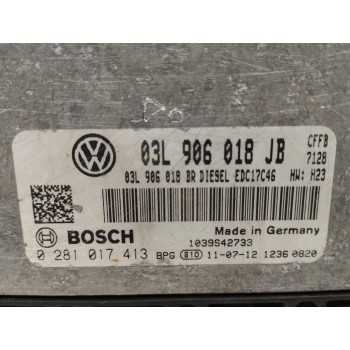 03L 906 018 JB
CFFB
7128
03L 906 018 BR DIESEL EDC17C46
HW: H23
Made in Germany
BOSCH
1039S42733
0 281 017 413 BPG 810 11-07-12 1236 0820